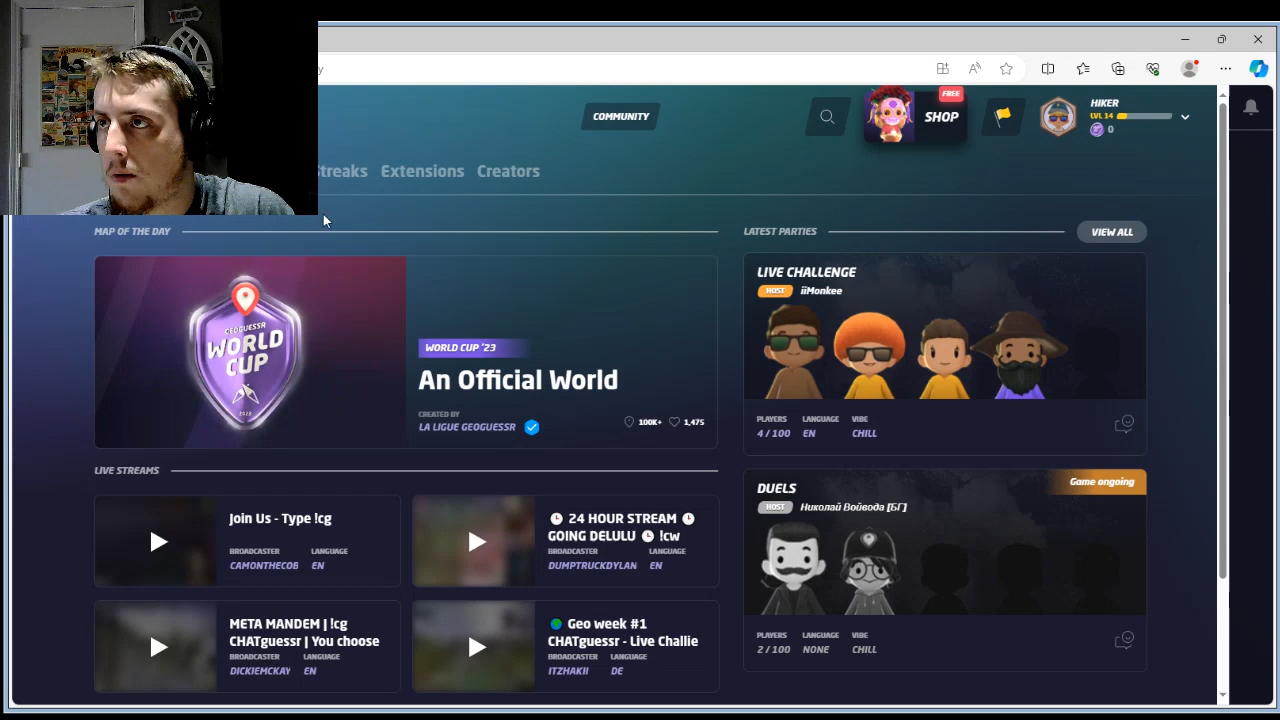 y
COMMUNITY
FREE
SHOP
HIKER
LVL 14
0
Streaks Extensions Creators
MAP OF THE DAY
GEOGUESSR
WORLD
CUP
2023
WORLD CUP '23
An Official World
CREATED BY
LA LIGUE GEOGUESSR
100K+ 1,475
LATEST PARTIES
VIEW ALL
LIVE CHALLENGE
HOST iiMonkee
PLAYERS LANGUAGE VIBE
4 / 100 EN CHILL
Game ongoing
DUELS
HOST Николай Войвода [БГ]
PLAYERS LANGUAGE VIBE
2 / 100 NONE CHILL
LIVE STREAMS
Join Us - Type !cg
BROADCASTER LANGUAGE
CAMONTHECOB EN
24 HOUR STREAM
GOING DELULU !cw
BROADCASTER LANGUAGE
DUMPTRUCKDYLAN EN
META MANDEM | !cg
CHATguessr | You choose
BROADCASTER LANGUAGE
DICKIEMCKAY EN
Geo week #1
CHATguessr - Live Challie
BROADCASTER LANGUAGE
ITZHAKII DE